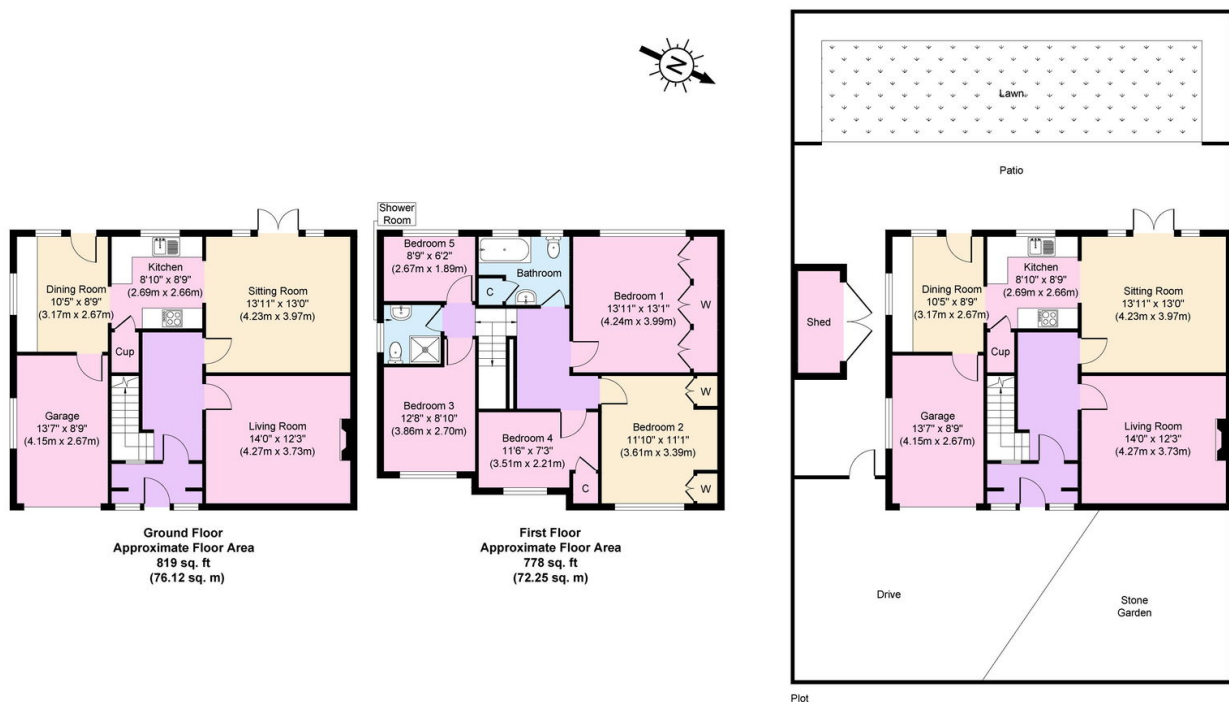 N
Dining Room
10'5" x 8'9"
(3.17m x 2.67m)
Kitchen
8'10" x 8'9"
(2.69m x 2.66m)
Sitting Room
13'11" x 13'0"
(4.23m x 3.97m)
Cup
Garage
13'7" x 8'9"
(4.15m x 2.67m)
Living Room
14'0" x 12'3"
(4.27m x 3.73m)
Ground Floor
Approximate Floor Area
819 sq. ft
(76.12 sq. m)
Shower
Room
Bedroom 5
8'9" x 6'2"
(2.67m x 1.89m)
Bathroom
C
Bedroom 1
13'11" x 13'1"
(4.24m x 3.99m)
W
Bedroom 3
12'8" x 8'10"
(3.86m x 2.70m)
Bedroom 4
11'6" x 7'3"
(3.51m x 2.21m)
C
W
Bedroom 2
11'10" x 11'1"
(3.61m x 3.39m)
W
First Floor
Approximate Floor Area
778 sq. ft
(72.25 sq. m)
Lawn
Patio
Shed
Dining Room
10'5" x 8'9"
(3.17m x 2.67m)
Kitchen
8'10" x 8'9"
(2.69m x 2.66m)
Sitting Room
13'11" x 13'0"
(4.23m x 3.97m)
Cup
Garage
13'7" x 8'9"
(4.15m x 2.67m)
Living Room
14'0" x 12'3"
(4.27m x 3.73m)
Drive
Stone
Garden
Plot